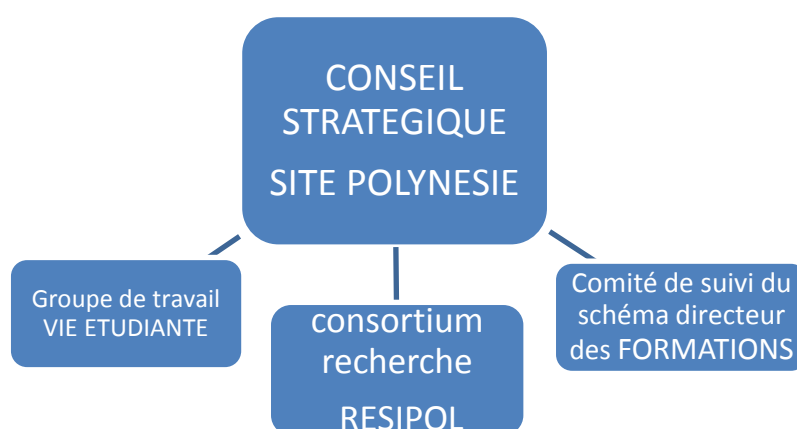 CONSEIL
STRATEGIQUE
SITE POLYNESIE
Groupe de travail
VIE ETUDIANTE
consortium
recherche
RESIPOL
Comité de suivi du
schéma directeur
des FORMATIONS